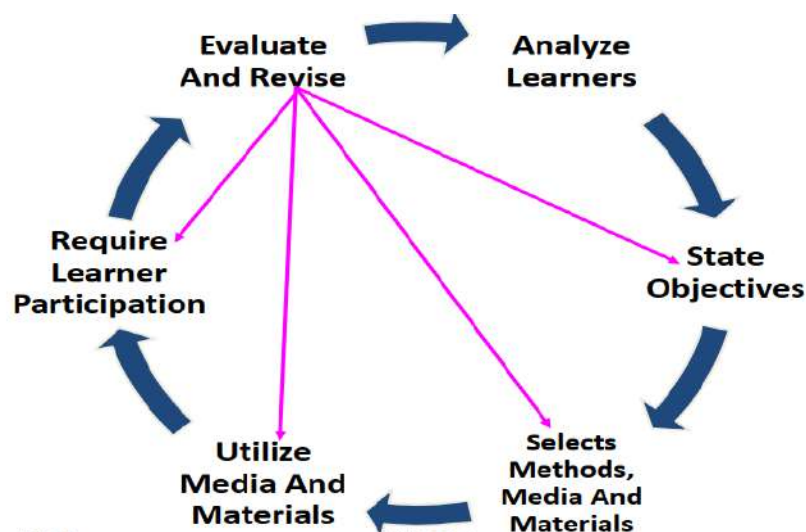 Evaluate
And Revise
Analyze
Learners
State
Objectives
Selects
Methods,
Media And
Materials
Utilize
Media And
Materials
Require
Learner
Participation